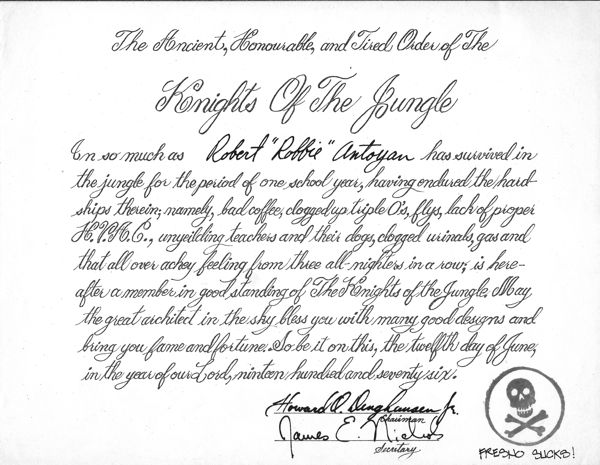 The Ancient, Honourable, and Tired Order of The
Knights Of The Jungle
In so much as Robert "Robbie" Antoyan has survived in
the jungle for the period of one school year, having endured the hard-
ships therein; namely, bad coffee, clogged up triple O's, flys, lack of proper
H.V.A.C., unyeilding teachers and their dogs, clogged urinals, gas and
that all over achey feeling from three all-nighters in a row; is here-
after a member in good standing of The Knights of the Jungle. May
the great architect in the sky bless you with many good designs and
bring you fame and fortune. So be it on this, the twelfth day of June,
in the year of our Lord, nineteen hundred and seventy six.
Howard Jr.
Chairman
James E. Nichols
Secretary
FRESNO SUCKS!